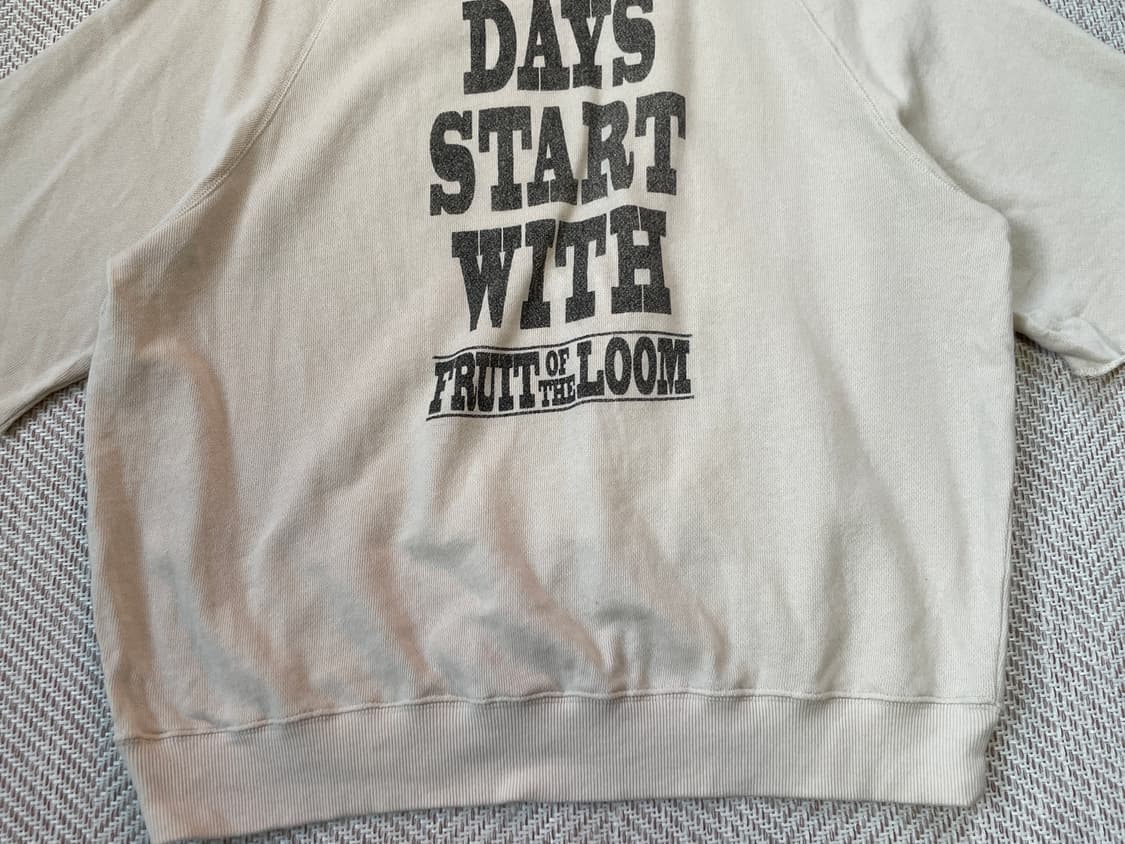 DAYS
START
WITH
FRUIT OF THE LOOM